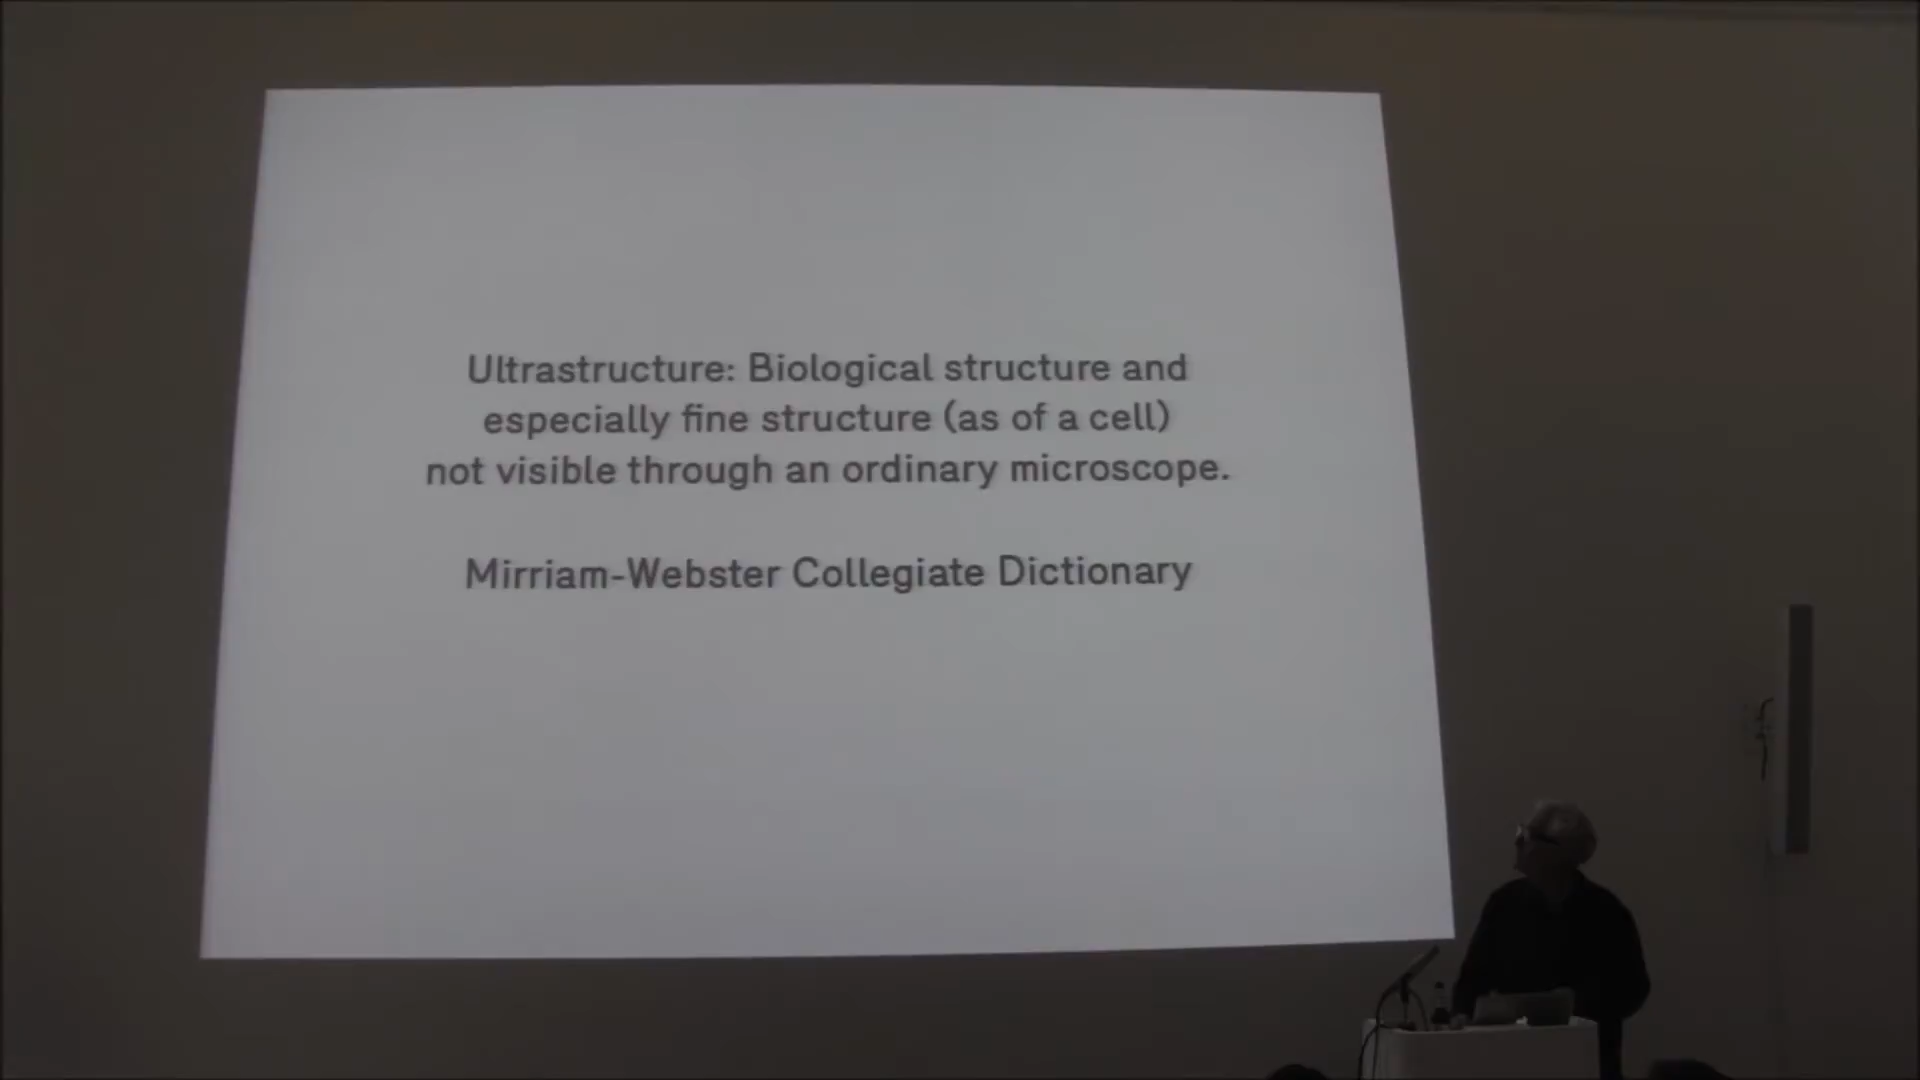 Ultrastructure: Biological structure and
especially fine structure (as of a cell)
not visible through an ordinary microscope.
Mirriam-Webster Collegiate Dictionary